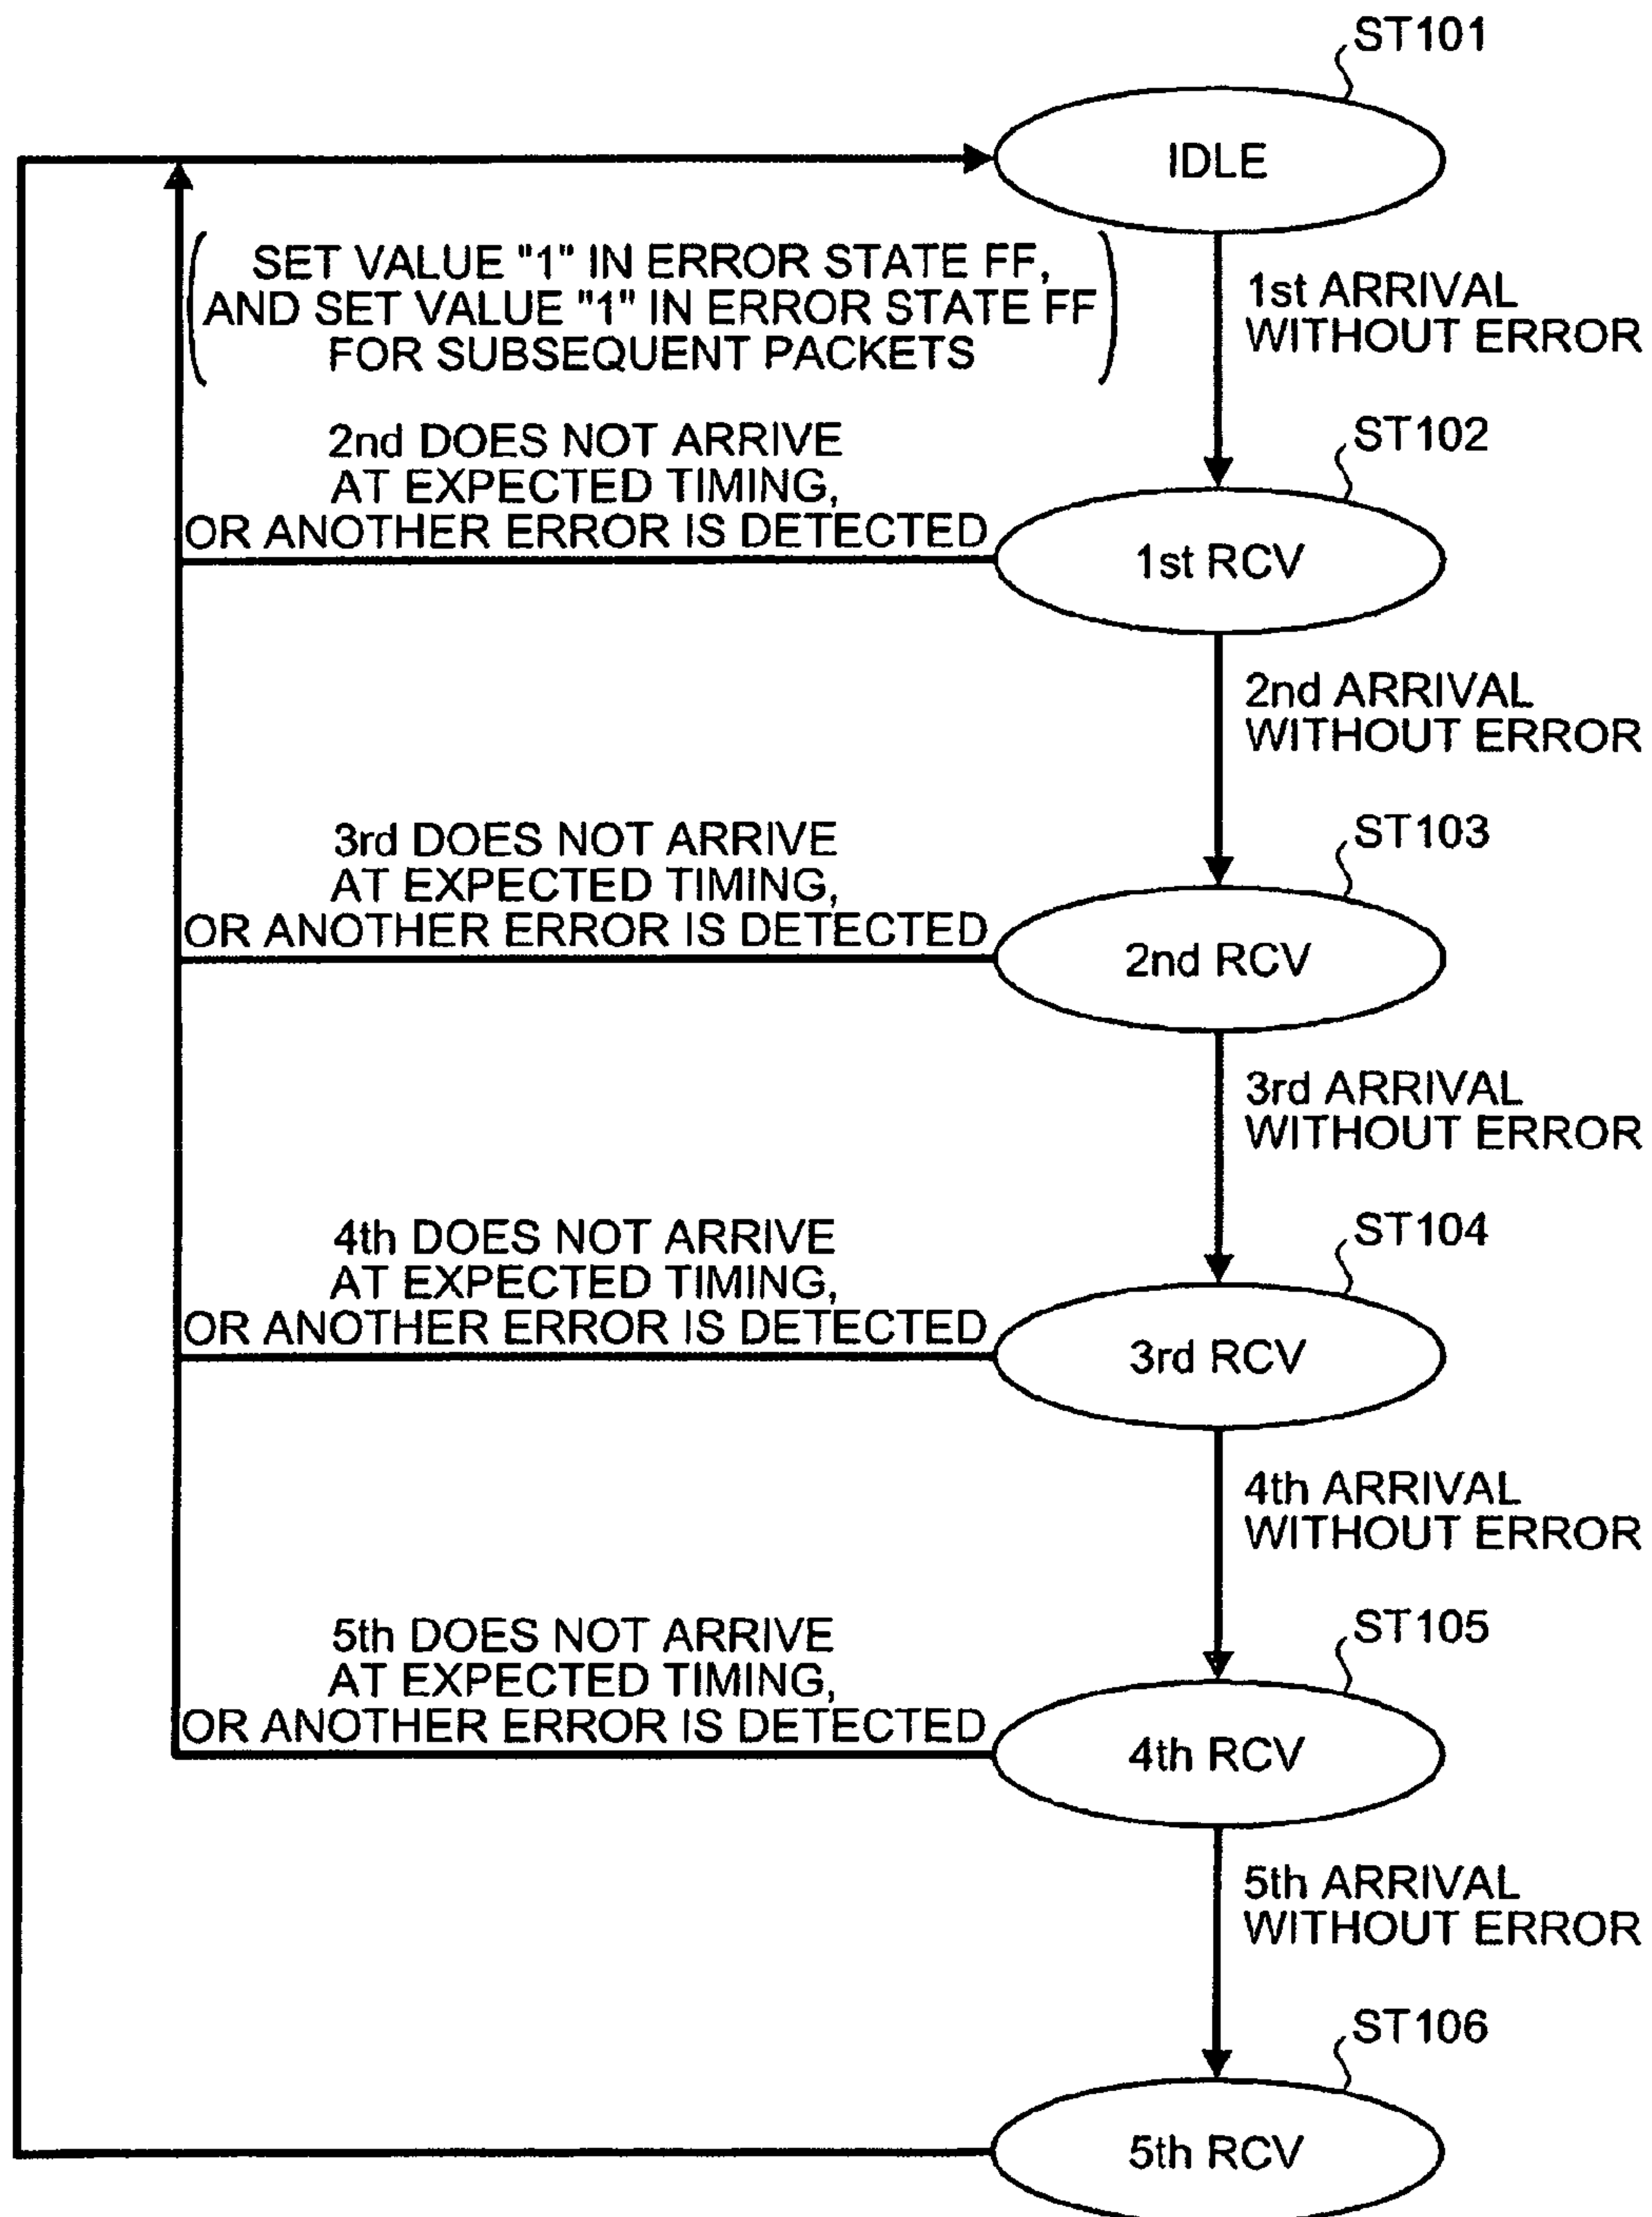 ST101
IDLE
SET VALUE "1" IN ERROR STATE FF,
AND SET VALUE "1" IN ERROR STATE FF
FOR SUBSEQUENT PACKETS
1st ARRIVAL
WITHOUT ERROR
ST102
2nd DOES NOT ARRIVE
AT EXPECTED TIMING,
OR ANOTHER ERROR IS DETECTED
1st RCV
2nd ARRIVAL
WITHOUT ERROR
ST103
3rd DOES NOT ARRIVE
AT EXPECTED TIMING,
OR ANOTHER ERROR IS DETECTED
2nd RCV
3rd ARRIVAL
WITHOUT ERROR
ST104
4th DOES NOT ARRIVE
AT EXPECTED TIMING,
OR ANOTHER ERROR IS DETECTED
3rd RCV
4th ARRIVAL
WITHOUT ERROR
ST105
5th DOES NOT ARRIVE
AT EXPECTED TIMING,
OR ANOTHER ERROR IS DETECTED
4th RCV
5th ARRIVAL
WITHOUT ERROR
ST106
5th RCV